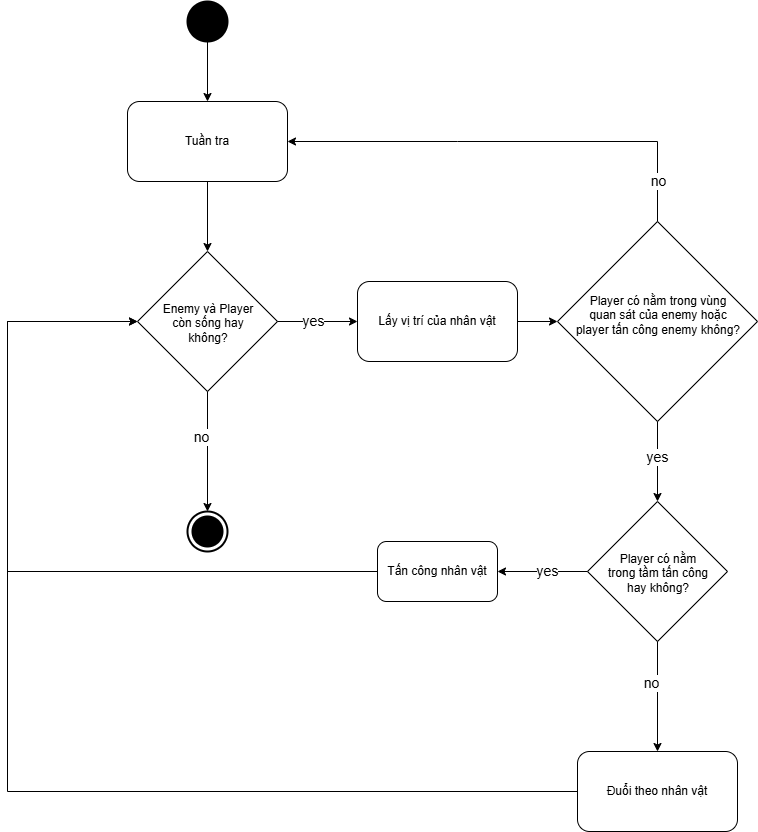 Tuần tra
no
Enemy và Player
còn sống hay
không?
yes
Lấy vị trí của nhân vật
Player có nằm trong vùng
quan sát của enemy hoặc
player tấn công enemy không?
no
yes
Tấn công nhân vật
yes
Player có nằm
trong tầm tấn công
hay không?
no
Đuổi theo nhân vật